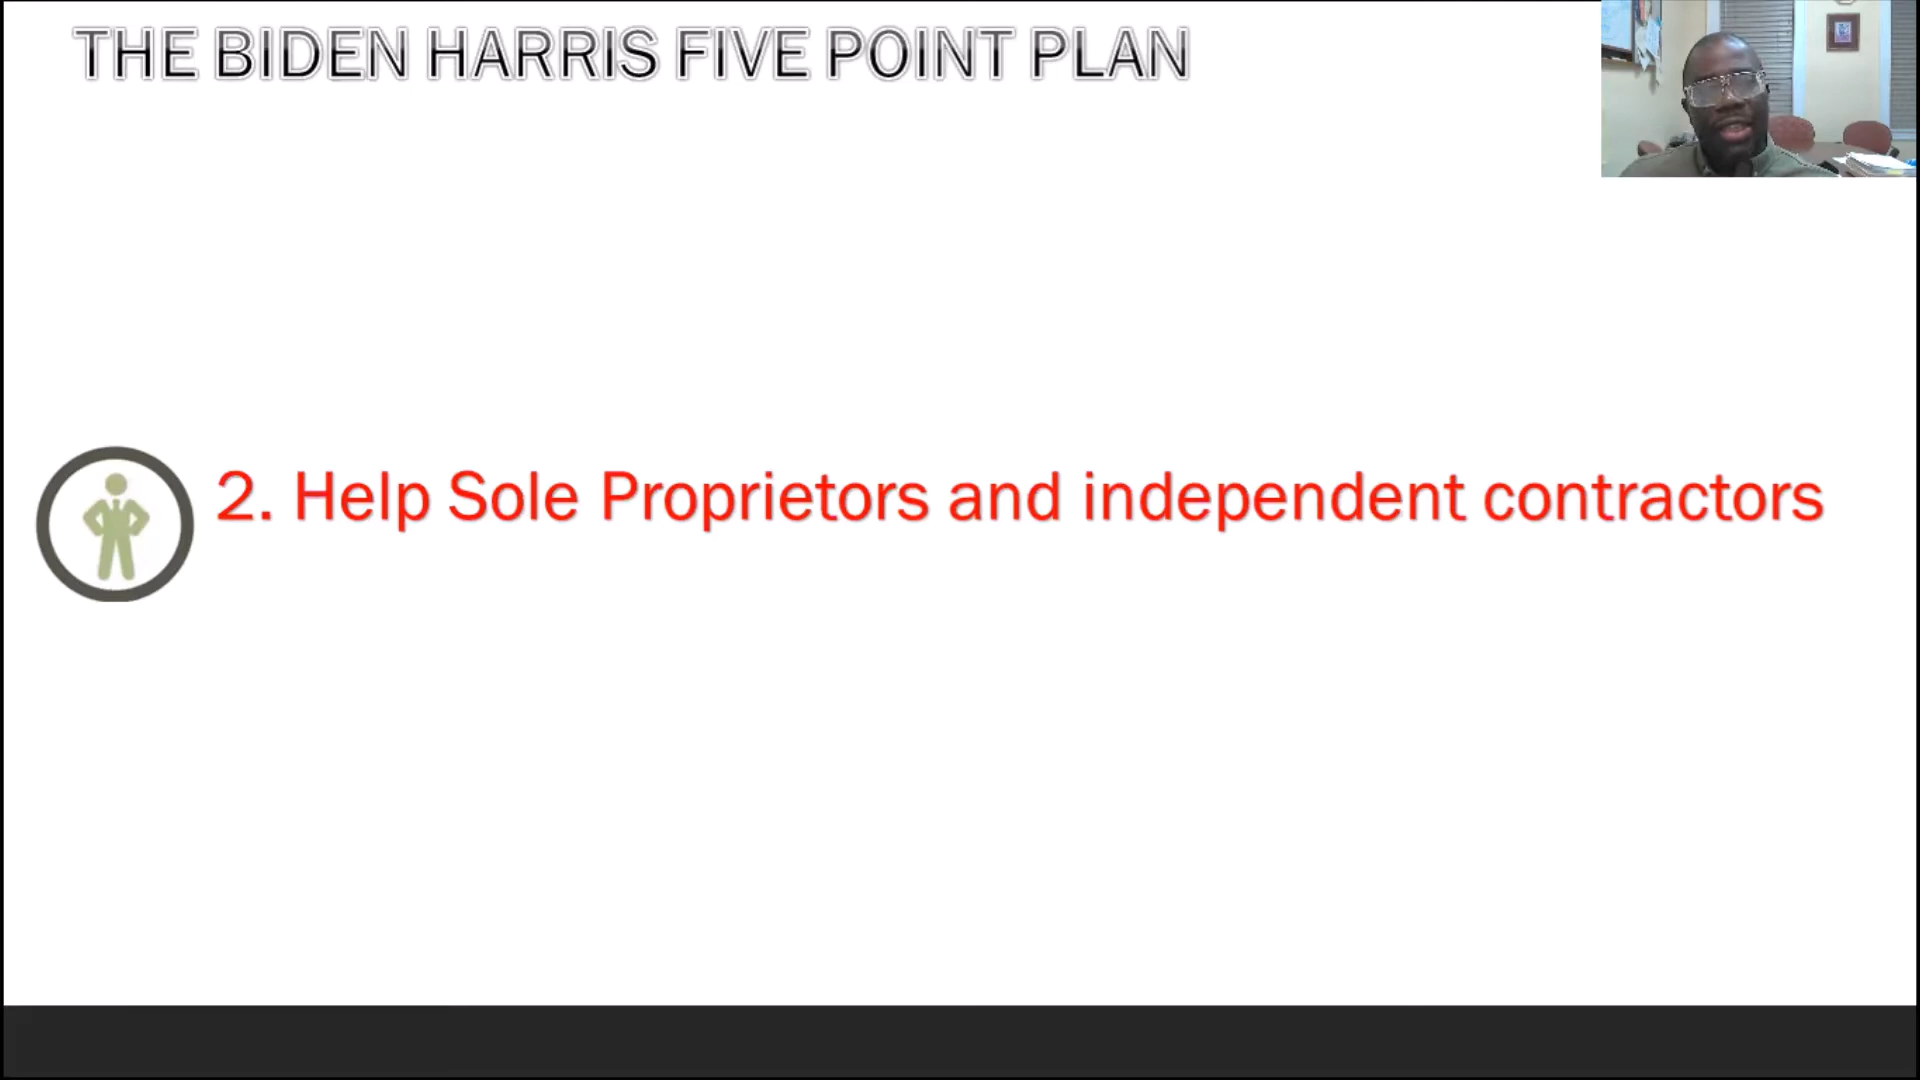 THE BIDEN HARRIS FIVE POINT PLAN
2. Help Sole Proprietors and independent contractors